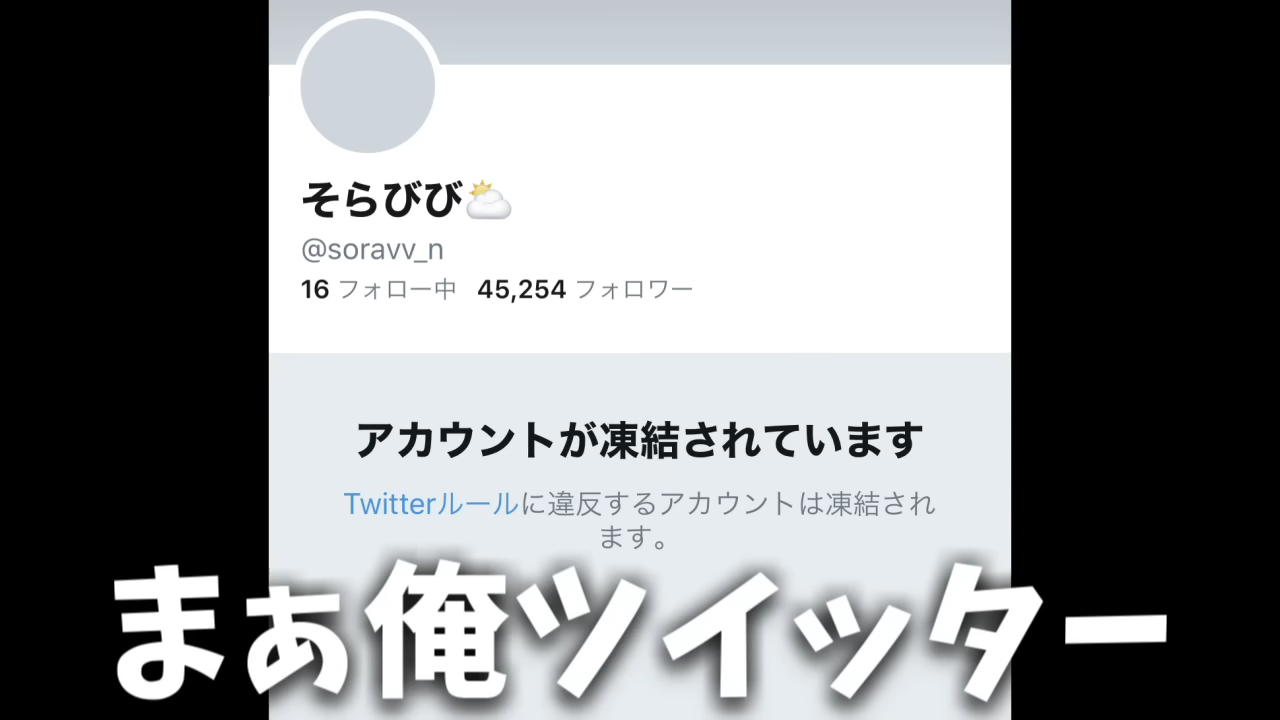 そらびび🌥️
@soravv_n
16 フォロー中 45,254 フォロワー
アカウントが凍結されています
Twitterルールに違反するアカウントは凍結され
ます。
まぁ俺ツイッター